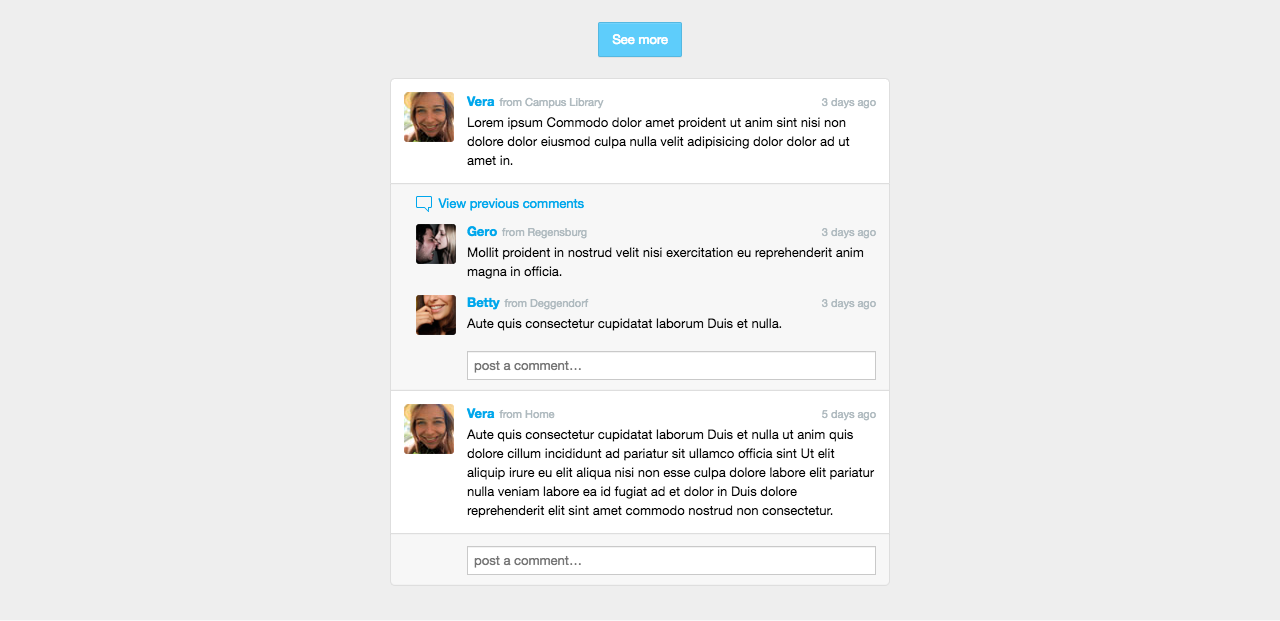 See more
Vera from Campus Library 3 days ago
Lorem ipsum Commodo dolor amet proident ut anim sint nisi non
dolore dolor eiusmod culpa nulla velit adipisicing dolor dolor ad ut
amet in.
View previous comments
Gero from Regensburg 3 days ago
Mollit proident in nostrud velit nisi exercitation eu reprehenderit anim
magna in officia.
Betty from Deggendorf 3 days ago
Aute quis consectetur cupidatat laborum Duis et nulla.
post a comment…
Vera from Home 5 days ago
Aute quis consectetur cupidatat laborum Duis et nulla ut anim quis
dolore cillum incididunt ad pariatur sit ullamco officia sint Ut elit
aliquip irure eu elit aliqua nisi non esse culpa dolore labore elit pariatur
nulla veniam labore ea id fugiat ad et dolor in Duis dolore
reprehenderit elit sint amet commodo nostrud non consectetur.
post a comment…